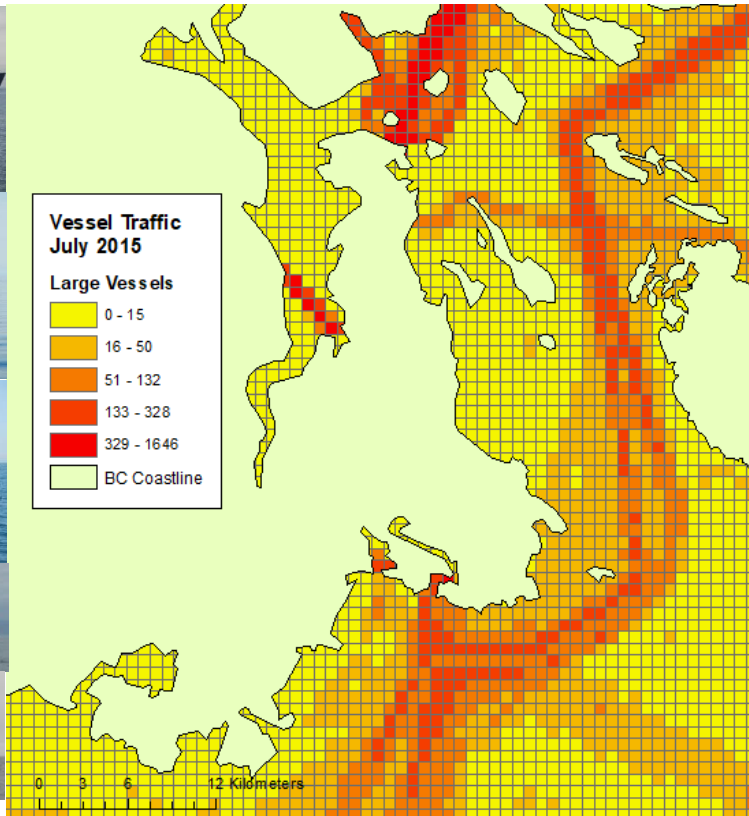 Vessel Traffic
July 2015
Large Vessels
0 - 15
16 - 50
51 - 132
133 - 328
329 - 1646
BC Coastline
0 3 6 12 Kilometers